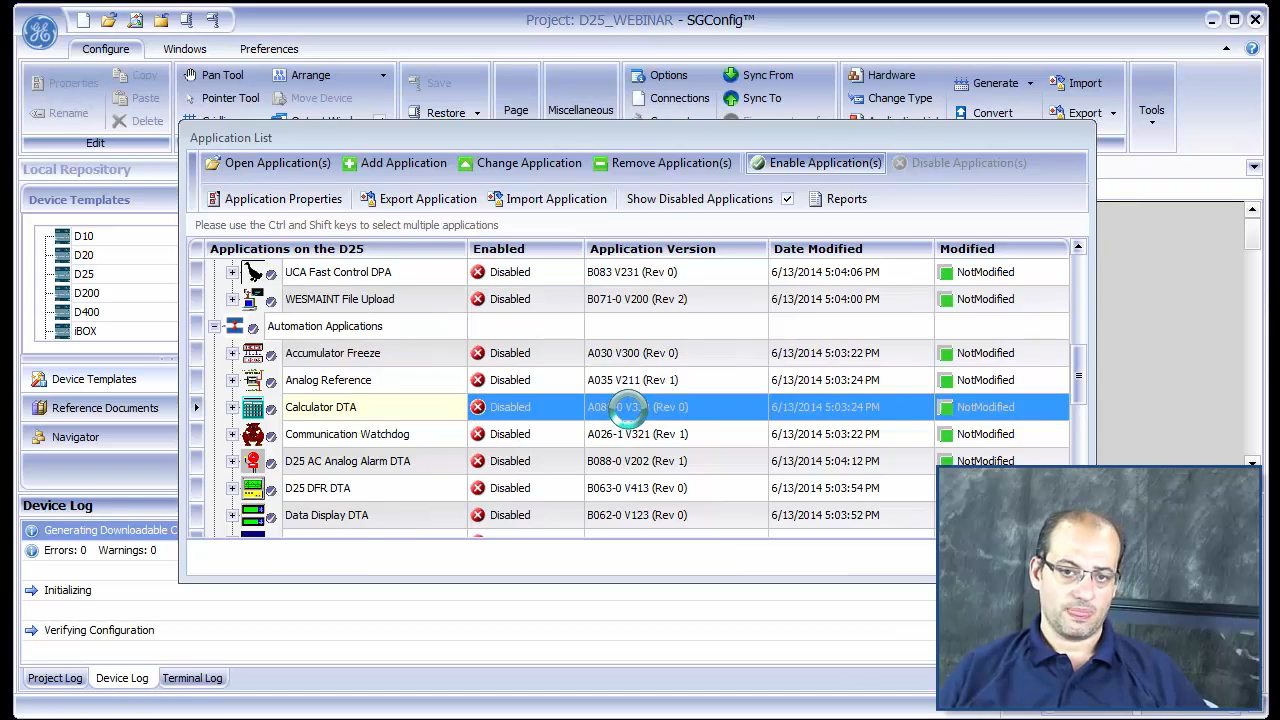 Project: D25_WEBINAR - SGConfig™
Configure Windows Preferences
Properties Copy Pan Tool Arrange Save Options Sync From Hardware Generate Import
Paste Pointer Tool Move Device Page Miscellaneous Connections Sync To Change Type Tools
Rename Delete Restore Convert Export
Edit
Local Repository
Device Templates
D10
D20
D25
D200
D400
iBOX
Device Templates
Reference Documents
Navigator
Application List
Open Application(s) Add Application Change Application Remove Application(s) Enable Application(s) Disable Application(s)
Application Properties Export Application Import Application Show Disabled Applications Reports
Please use the Ctrl and Shift keys to select multiple applications
Applications on the D25 Enabled Application Version Date Modified Modified
UCA Fast Control DPA Disabled B083 V231 (Rev 0) 6/13/2014 5:04:06 PM NotModified
WESMAINT File Upload Disabled B071-0 V200 (Rev 2) 6/13/2014 5:04:00 PM NotModified
Automation Applications
Accumulator Freeze Disabled A033 V300 (Rev 0) 6/13/2014 5:03:22 PM NotModified
Analog Reference Disabled A035 V211 (Rev 1) 6/13/2014 5:03:24 PM NotModified
Calculator DTA Disabled (Rev 0) 6/13/2014 5:03:24 PM NotModified
Communication Watchdog Disabled A026-1 V321 (Rev 1) 6/13/2014 5:03:22 PM NotModified
D25 AC Analog Alarm DTA Disabled B088-0 V202 (Rev 1) 6/13/2014 5:04:12 PM NotModified
D25 DFR DTA Disabled B063-0 V413 (Rev 0) 6/13/2014 5:03:54 PM
Data Display DTA Disabled B062-0 V123 (Rev 0) 6/13/2014 5:03:52 PM
Device Log
Generating Downloadable C
Errors: 0 Warnings: 0
Initializing
Verifying Configuration
Project Log Device Log Terminal Log